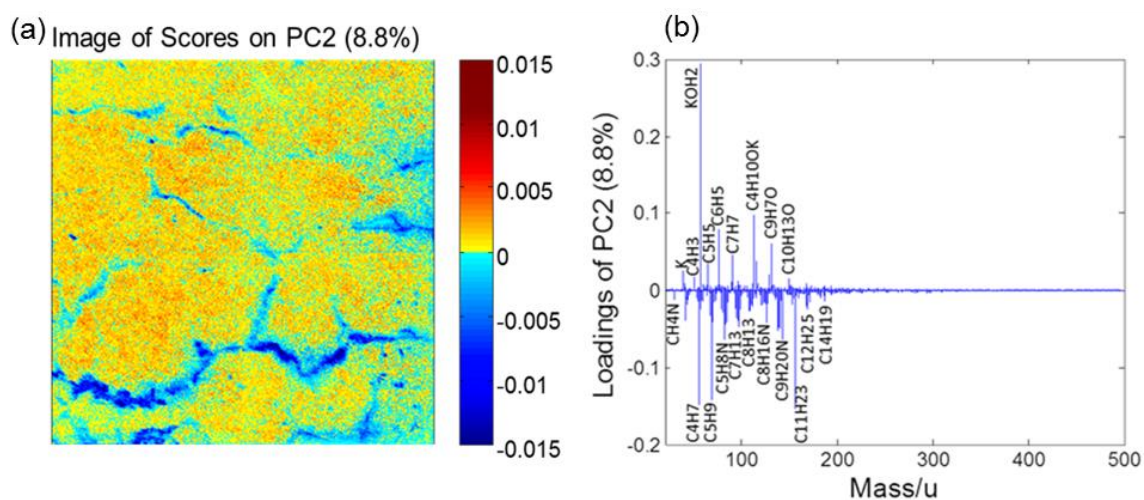 (a) Image of Scores on PC2 (8.8%)
0.015
0.01
0.005
0
-0.005
-0.01
-0.015
(b)
Loadings of PC2 (8.8%)
0.3
0.2
0.1
0
-0.1
-0.2
K
C4H3
KOH2
C5H5
C6H5
C7H7
C4H10OK
C9H7O
C10H13O
CH4N
C4H7
C5H9
C5H8N
C7H13
C8H13
C8H16N
C9H20N
C11H23
C12H25
C14H19
100
200
300
400
500
Mass/u